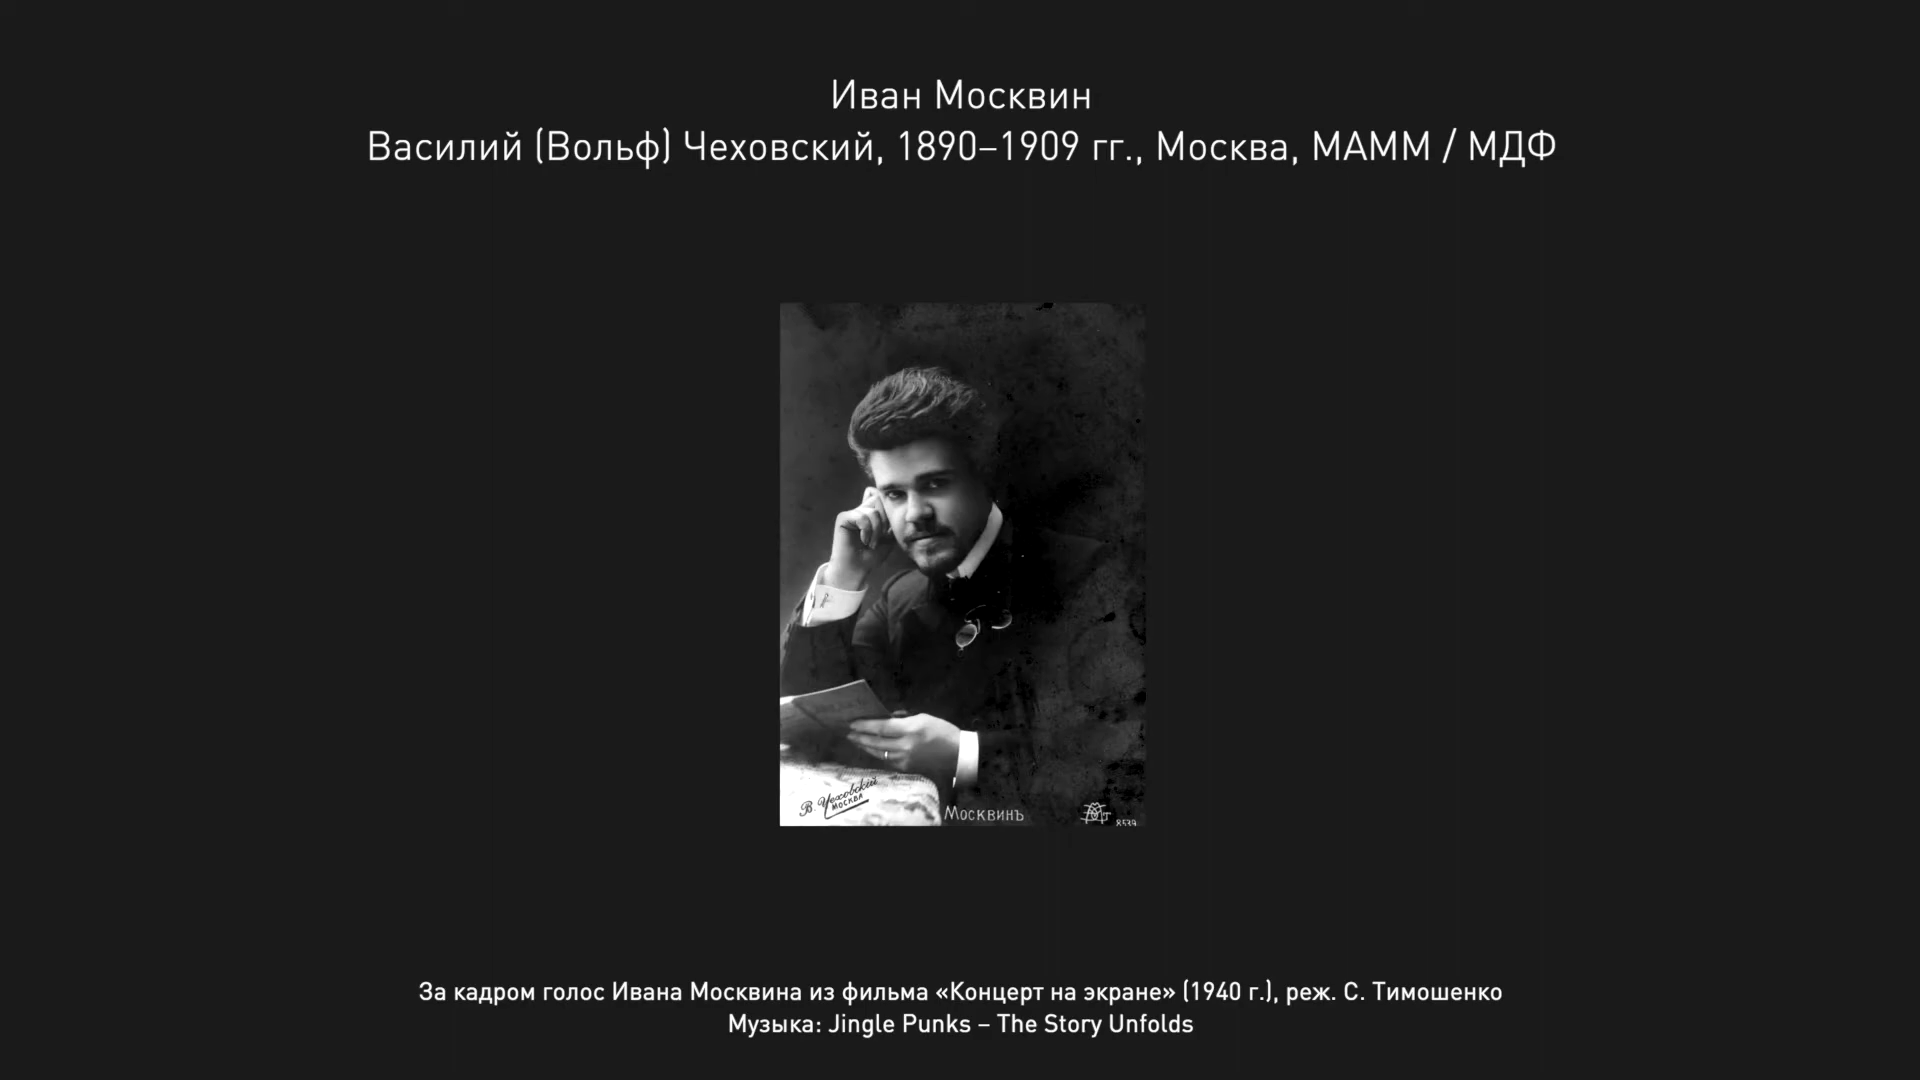 Иван Москвин
Василий (Вольф) Чеховский, 1890–1909 гг., Москва, МАММ / МДФ
В. Чеховскій
МОСКВА
Москвинъ
За кадром голос Ивана Москвина из фильма «Концерт на экране» (1940 г.), реж. С. Тимошенко
Музыка: Jingle Punks – The Story Unfolds